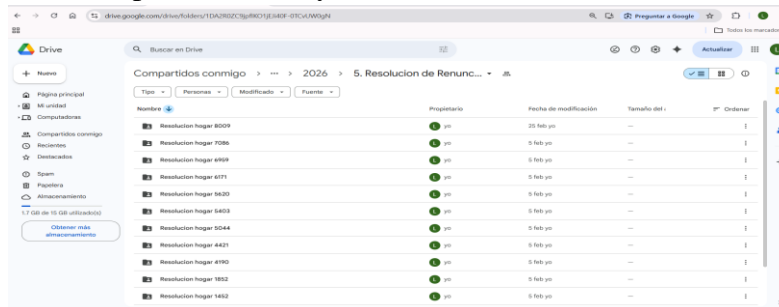 drive.google.com/drive/folders/1DA2R0ZC9jpRKO1jEIi40F-0TCvUW0gN
Preguntar a Google
Todos los marcadores
Drive
Buscar en Drive
Actualizar
Nuevo
Compartidos conmigo > ... > 2026 > 5. Resolucion de Renunc...
Tipo Personas Modificado Fuente
Página principal
Mi unidad
Computadoras
Compartidos conmigo
Recientes
Destacados
Spam
Papelera
Almacenamiento
1.7 GB de 15 GB utilizado(s)
Obtener más
almacenamiento
Nombre Propietario Fecha de modificación Tamaño del Ordenar
Resolucion hogar 8009 yo 25 feb yo —
Resolucion hogar 7086 yo 5 feb yo —
Resolucion hogar 6959 yo 5 feb yo —
Resolucion hogar 6171 yo 5 feb yo —
Resolucion hogar 5620 yo 5 feb yo —
Resolucion hogar 5403 yo 5 feb yo —
Resolucion hogar 5044 yo 5 feb yo —
Resolucion hogar 4421 yo 5 feb yo —
Resolucion hogar 4190 yo 5 feb yo —
Resolucion hogar 1852 yo 5 feb yo —
Resolucion hogar 1452 yo 5 feb yo —